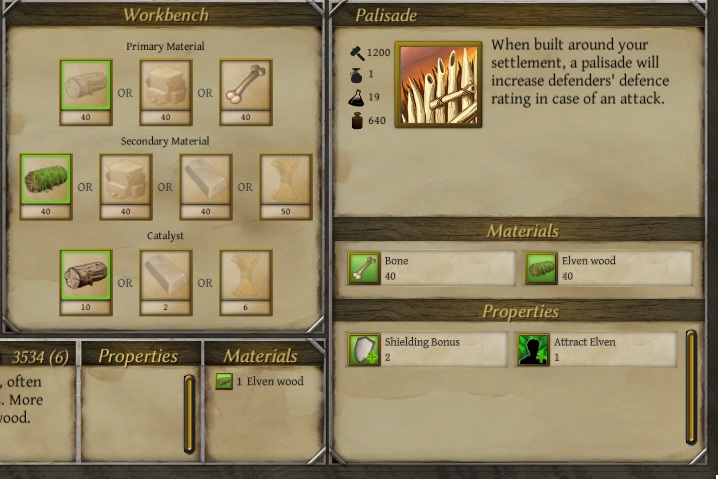 Workbench
Primary Material
OR OR
40 40 40
Secondary Material
OR OR OR
40 40 40 50
Catalyst
OR OR
10 2 6
3534 (6)
, often
. More
wood.
Properties
Materials
1 Elven wood
Palisade
1200
1
19
640
When built around your
settlement, a palisade will
increase defenders' defence
rating in case of an attack.
Materials
Bone
40
Elven wood
40
Properties
Shielding Bonus
2
Attract Elven
1